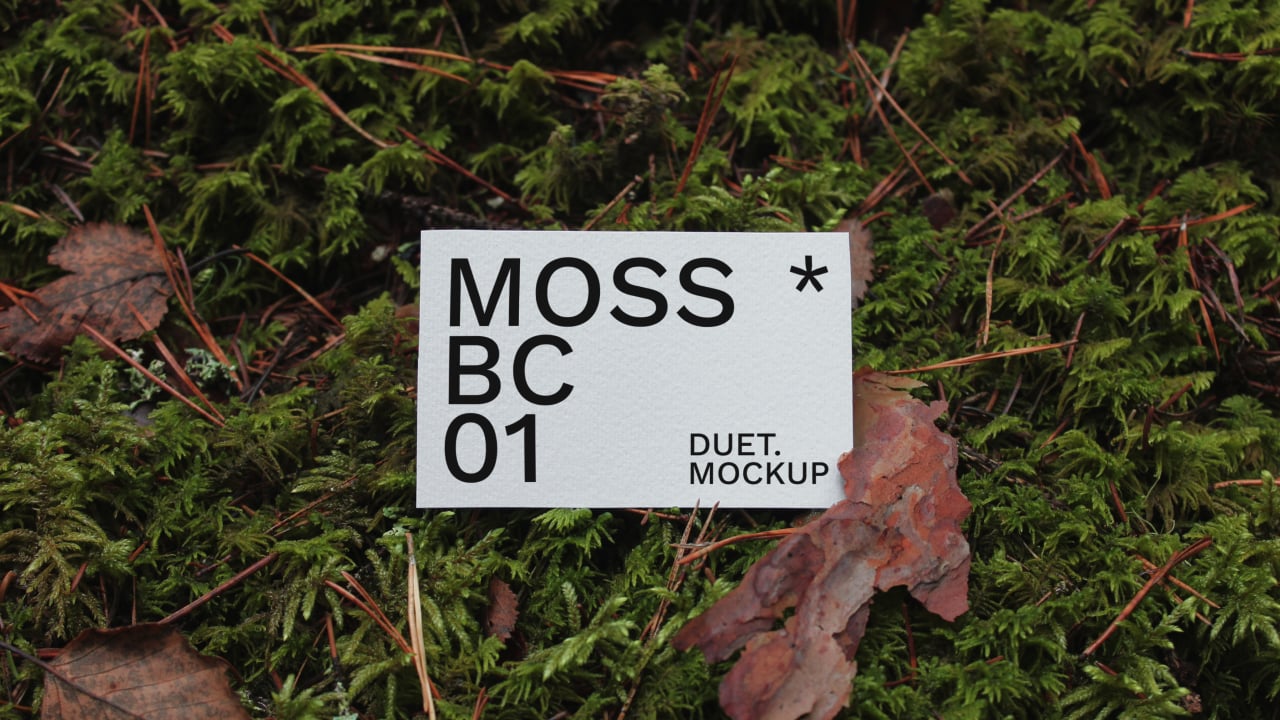 MOSS *
BC
01
DUET.
MOCKUP